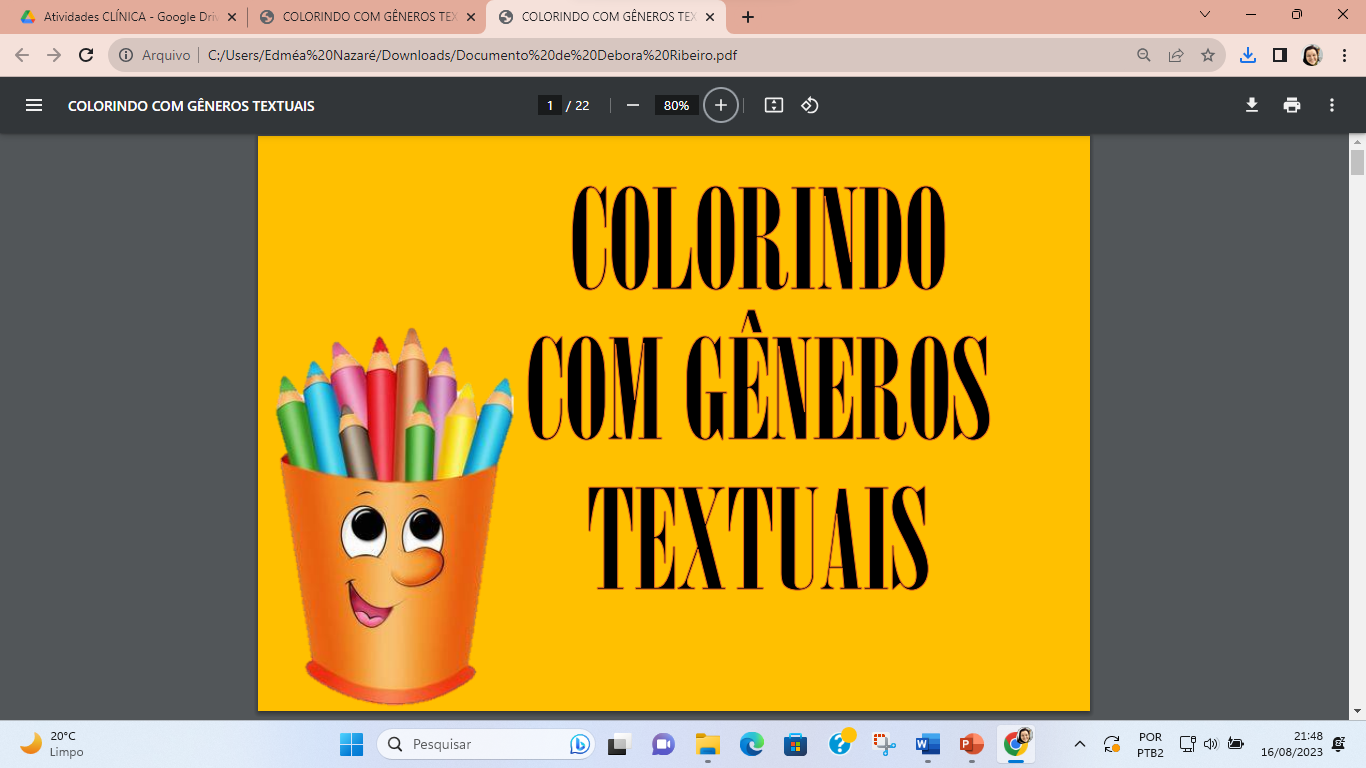 Atividades CLÍNICA - Google Dri
COLORINDO COM GÊNEROS TEX
COLORINDO COM GÊNEROS TEX
Arquivo
C:/Users/Edméa%20Nazaré/Downloads/Documento%20de%20Debora%20Ribeiro.pdf
COLORINDO COM GÊNEROS TEXTUAIS
1 / 22
80%
COLORINDO
COM GÊNEROS
TEXTUAIS
20°C
Limpo
Pesquisar
POR
PTB2
21:48
16/08/2023